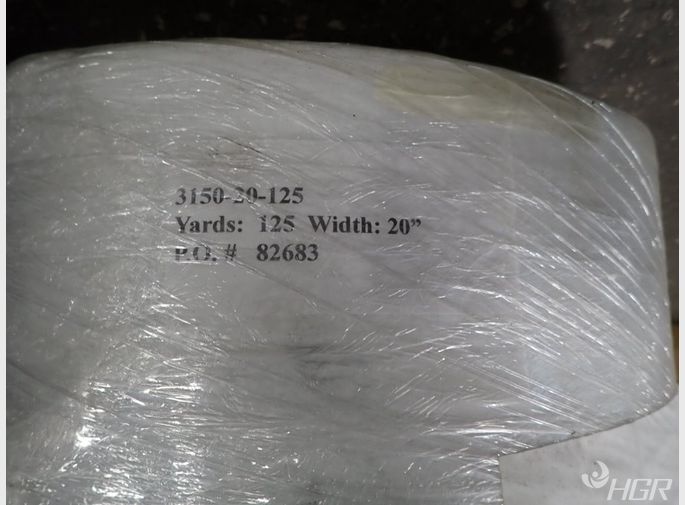 3150-20-125
Yards: 125 Width: 20”
P.O. # 82683
HGR